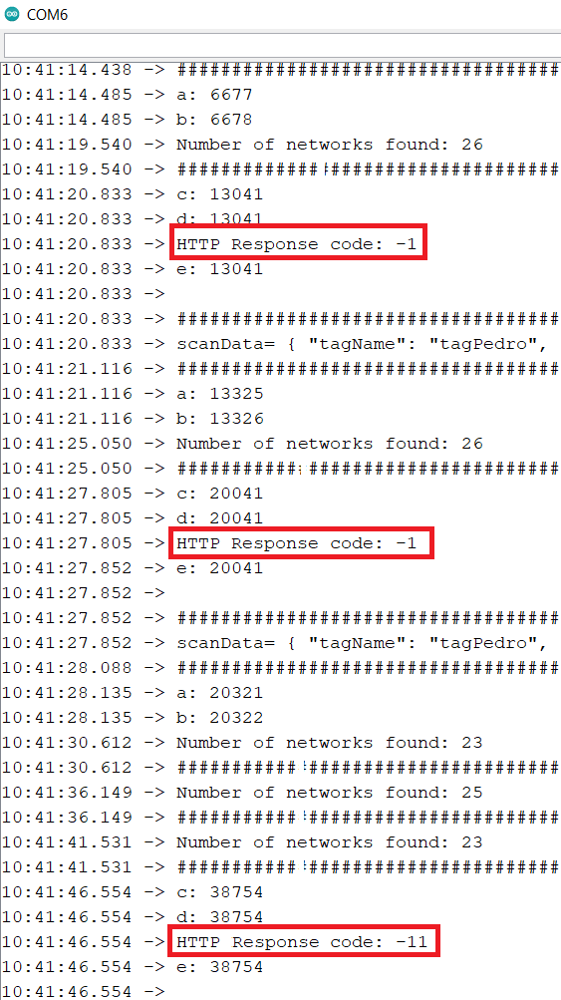 COM6
10:41:14.438 -> ###################################
10:41:14.485 -> a: 6677
10:41:14.485 -> b: 6678
10:41:19.540 -> Number of networks found: 26
10:41:19.540 -> ############# #####################
10:41:20.833 -> c: 13041
10:41:20.833 -> d: 13041
10:41:20.833 -> HTTP Response code: -1
10:41:20.833 -> e: 13041
10:41:20.833 ->
10:41:20.833 -> ###################################
10:41:20.833 -> scanData= { "tagName": "tagPedro",
10:41:21.116 -> ###################################
10:41:21.116 -> a: 13325
10:41:21.116 -> b: 13326
10:41:25.050 -> Number of networks found: 26
10:41:25.050 -> ########### #######################
10:41:27.805 -> c: 20041
10:41:27.805 -> d: 20041
10:41:27.805 -> HTTP Response code: -1
10:41:27.852 -> e: 20041
10:41:27.852 ->
10:41:27.852 -> ###################################
10:41:27.852 -> scanData= { "tagName": "tagPedro",
10:41:28.088 -> ###################################
10:41:28.135 -> a: 20321
10:41:28.135 -> b: 20322
10:41:30.612 -> Number of networks found: 23
10:41:30.612 -> ########### #######################
10:41:36.149 -> Number of networks found: 25
10:41:36.149 -> ########### #######################
10:41:41.531 -> Number of networks found: 23
10:41:41.531 -> ########### #######################
10:41:46.554 -> c: 38754
10:41:46.554 -> d: 38754
10:41:46.554 -> HTTP Response code: -11
10:41:46.554 -> e: 38754
10:41:46.554 ->